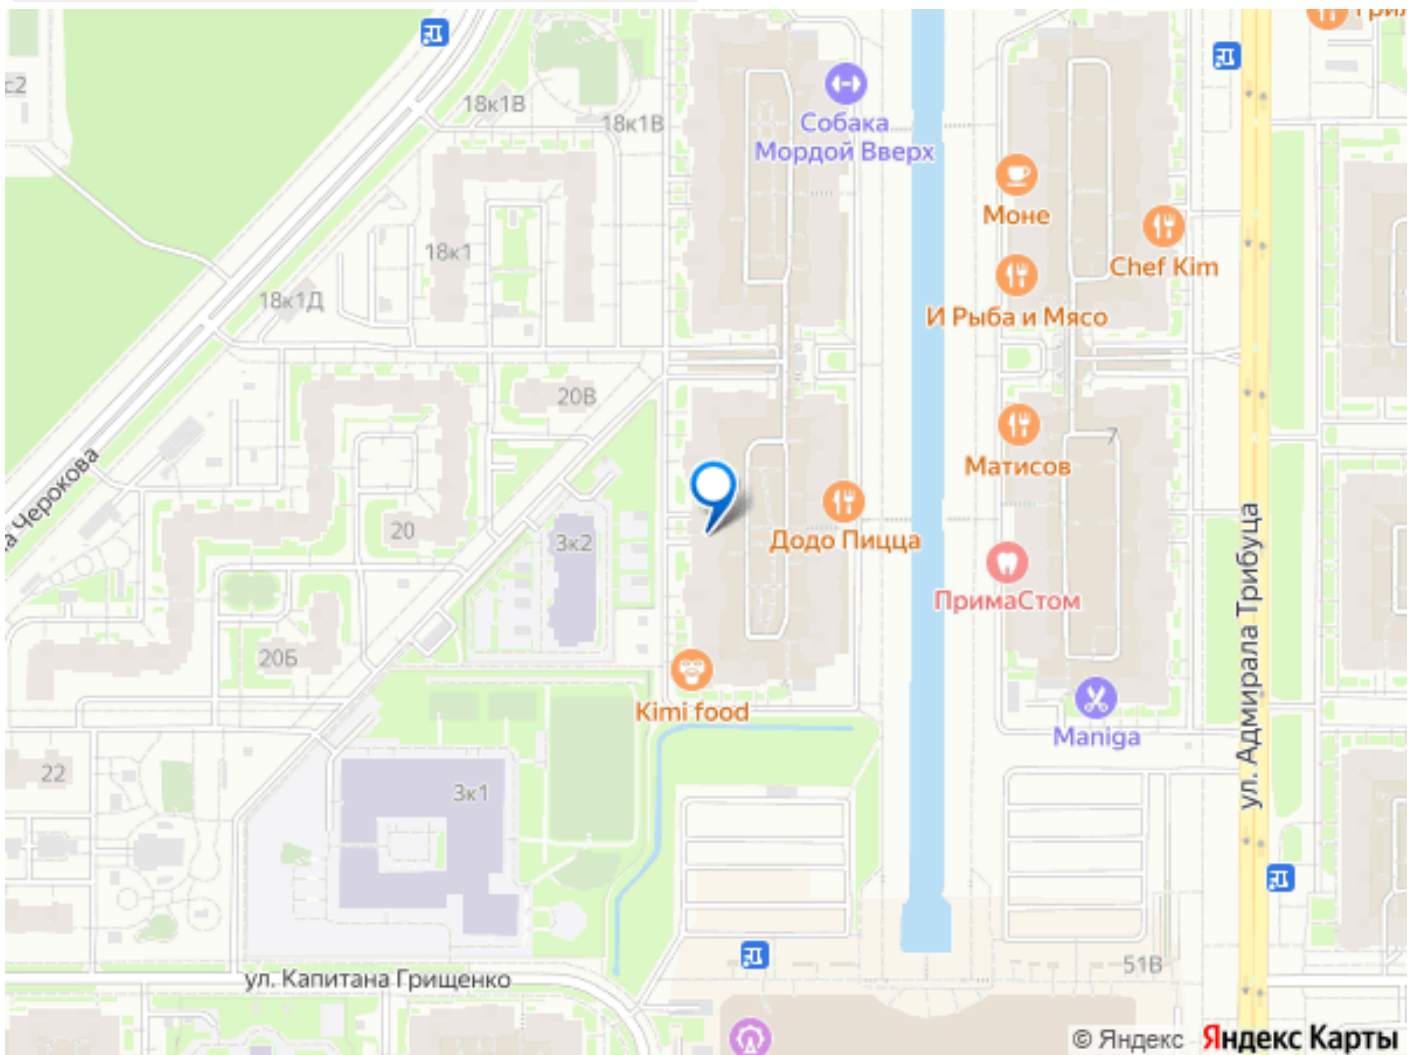 18к1В
18к1В
Собака
Мордой Вверх
Моне
18к1
Chef Kim
18к1Д
И Рыба и Мясо
20В
7
Матисов
20
3к2
Додо Пицца
ПримаСтом
ул. Адмирала Трибуца
20Б
Kimi food
Maniga
22
3к1
51В
ул. Капитана Грищенко
© Яндекс Яндекс Карты